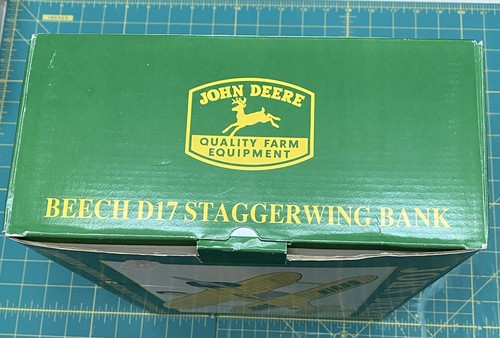 JOHN DEERE
QUALITY FARM
EQUIPMENT
BEECH D17 STAGGERWING BANK